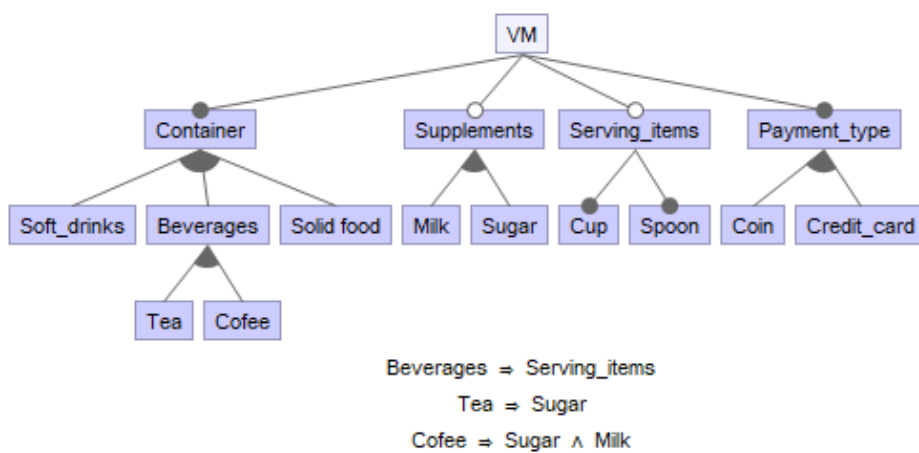 VM
Container Supplements Serving_items Payment_type
Soft_drinks Beverages Solid food Milk Sugar Cup Spoon Coin Credit_card
Tea Cofee
Beverages ⇒ Serving_items
Tea ⇒ Sugar
Cofee ⇒ Sugar ∧ Milk